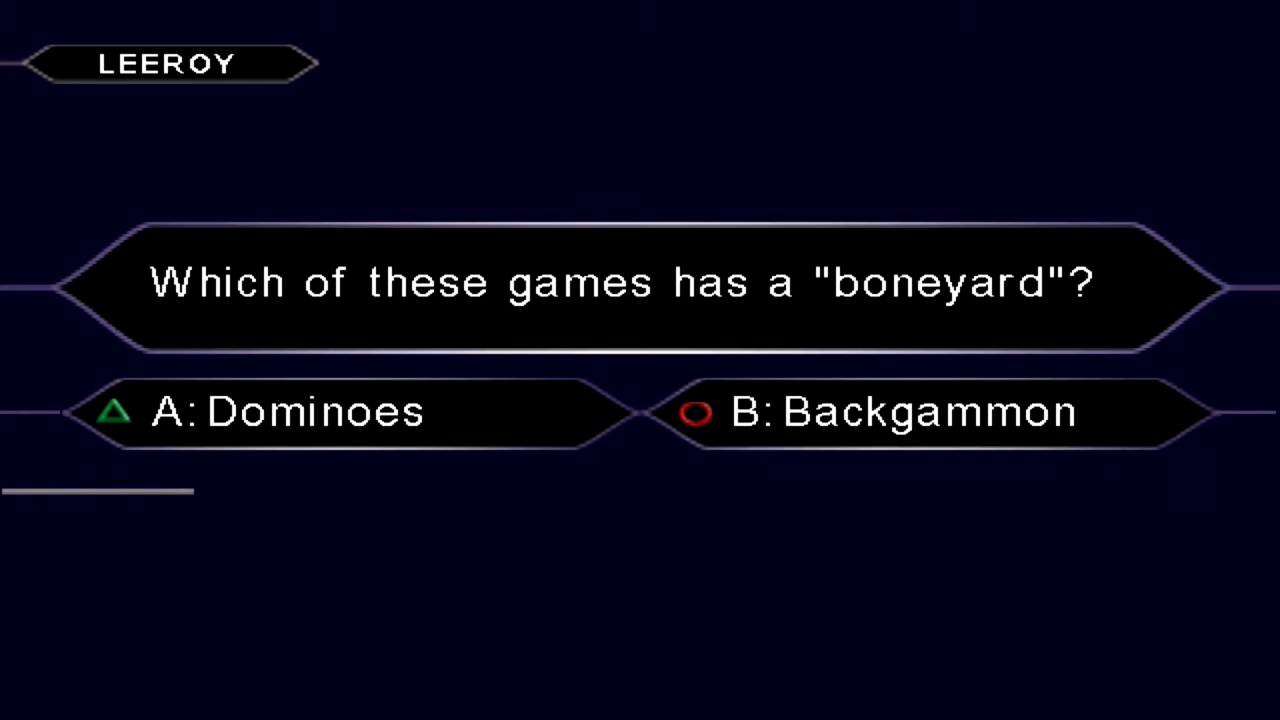 LEEROY
Which of these games has a "boneyard"?
A: Dominoes
B: Backgammon